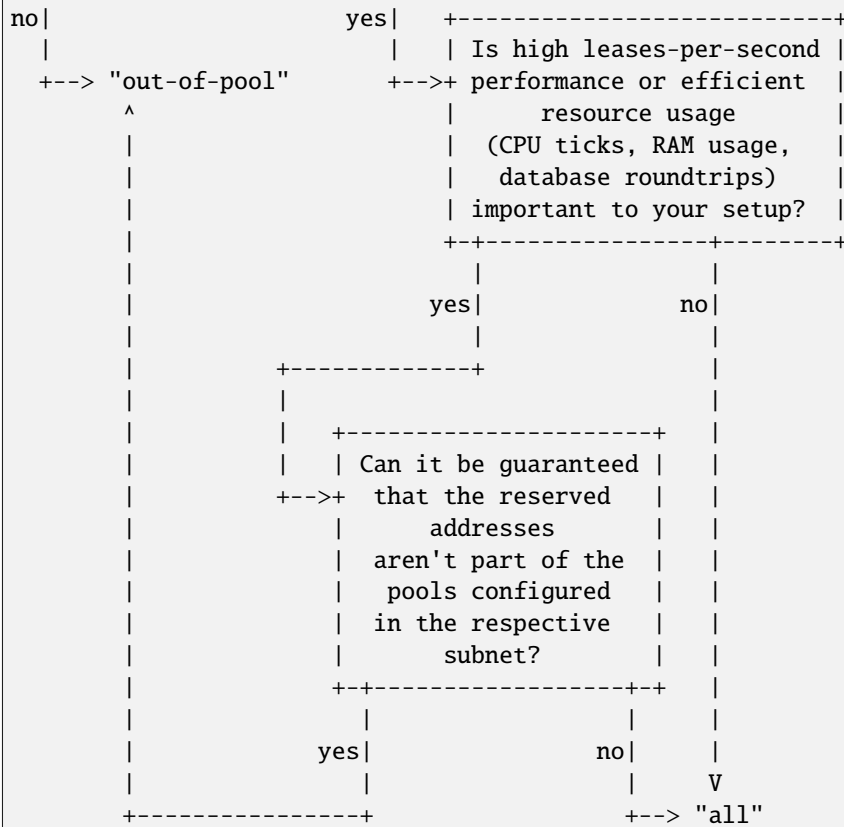 no| yes| +---------------------------+
| | | Is high leases-per-second |
+--> "out-of-pool" +-->+ performance or efficient |
^ | resource usage |
| | (CPU ticks, RAM usage, |
| | database roundtrips) |
| | important to your setup? |
| +-+-----------------+--------+
| | |
| yes| no|
| | |
| +-------------+ |
| | |
| | +-----------------------+ |
| | | Can it be guaranteed | |
| +-->+ that the reserved | |
| | addresses | |
| | aren't part of the | |
| | pools configured | |
| | in the respective | |
| | subnet? | |
| +-+-------------------+-+ |
| | | |
| yes| no| |
| | | V
+----------------+ +--> "all"